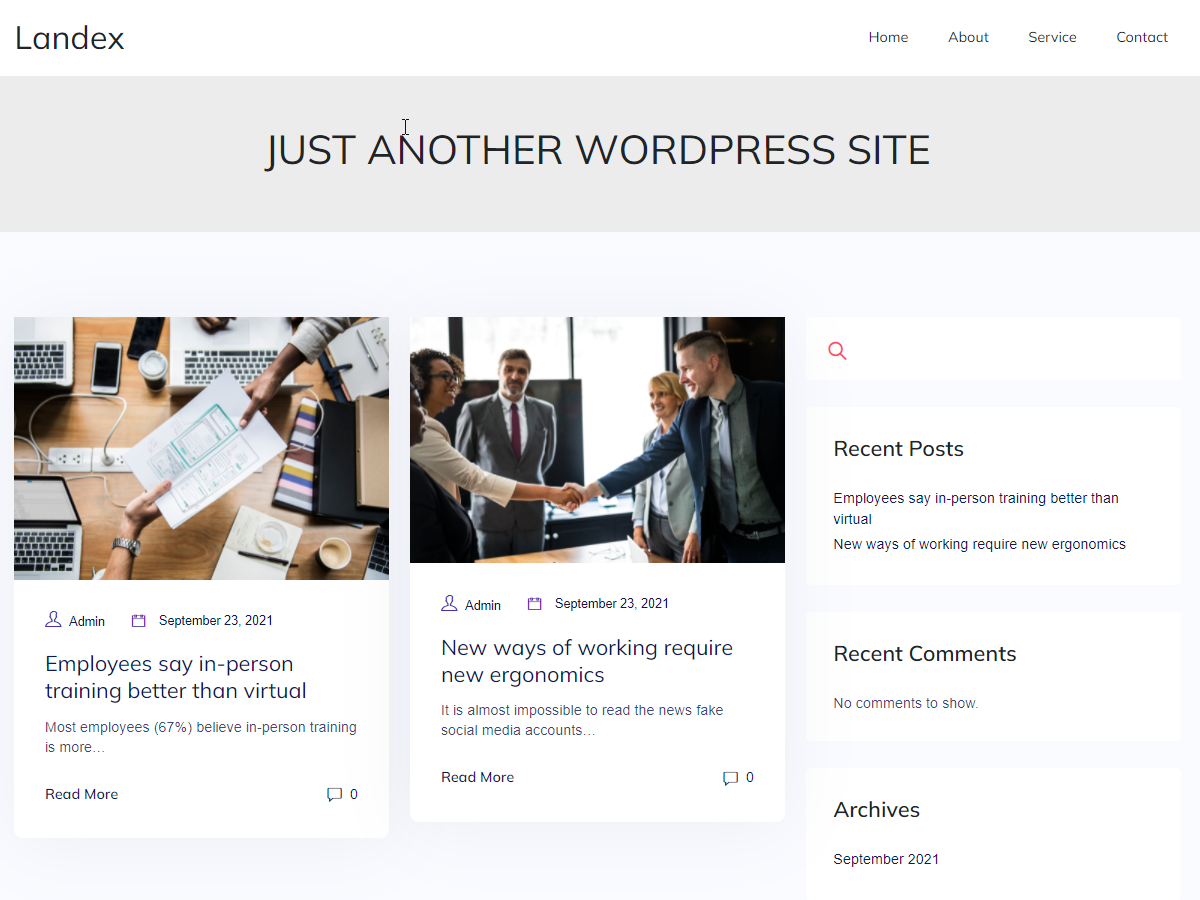 Landex
Home
About
Service
Contact
JUST ANOTHER WORDPRESS SITE
Admin
September 23, 2021
Employees say in-person
training better than virtual
Most employees (67%) believe in-person training
is more…
Read More
0
Admin
September 23, 2021
New ways of working require
new ergonomics
It is almost impossible to read the news fake
social media accounts…
Read More
0
Recent Posts
Employees say in-person training better than
virtual
New ways of working require new ergonomics
Recent Comments
No comments to show.
Archives
September 2021